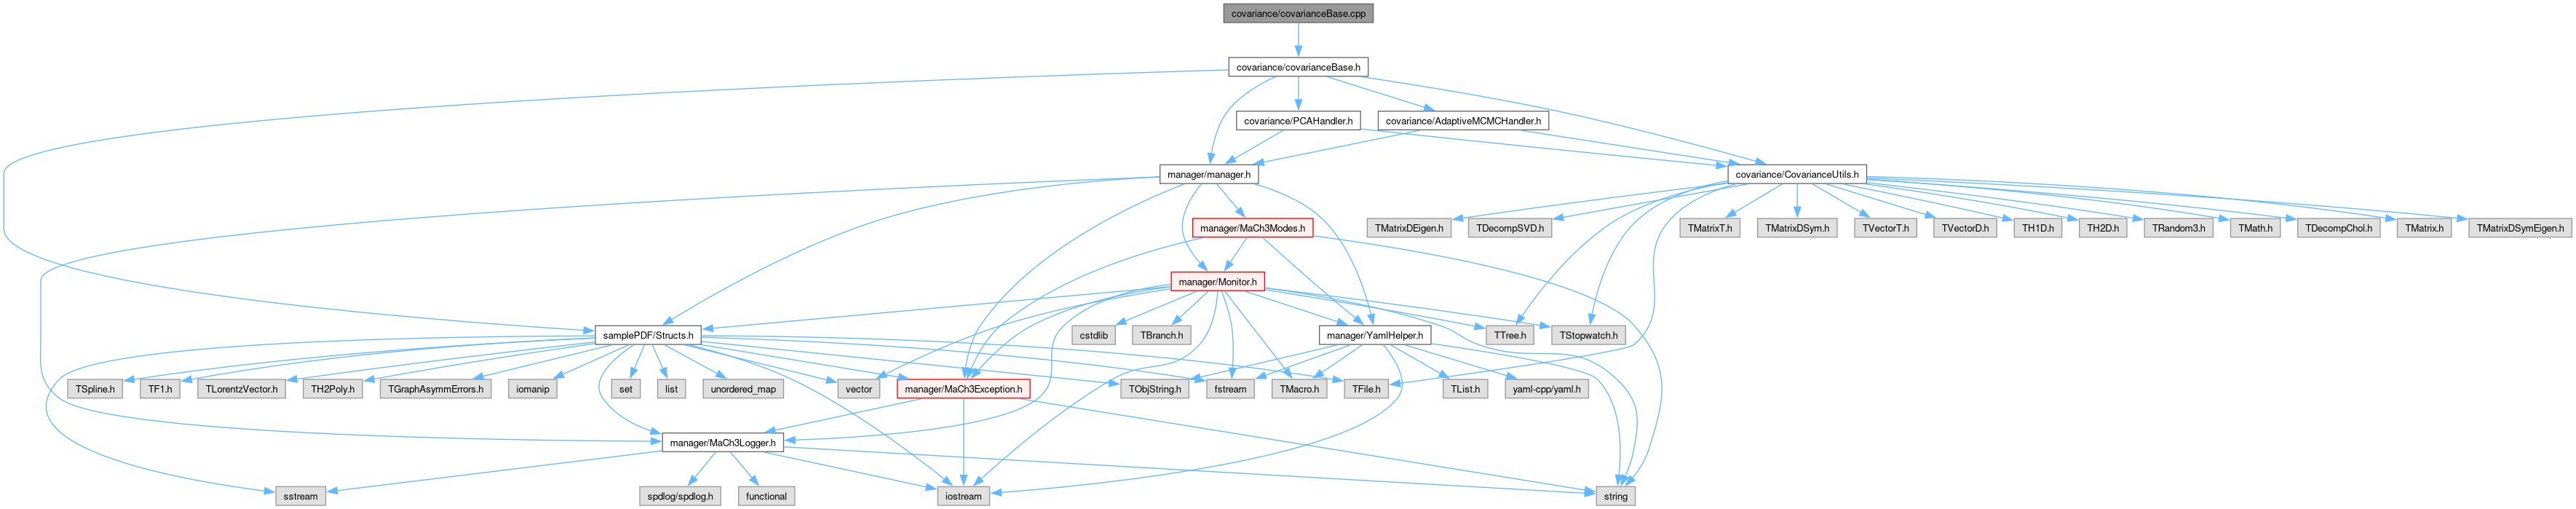 covariance/covarianceBase.cpp
covariance/covarianceBase.h
covariance/PCAHandler.h
covariance/AdaptiveMCMCHandler.h
manager/manager.h
covariance/CovarianceUtils.h
manager/MaCh3Modes.h
TMatrixDEigen.h
TDecompSVD.h
TMatrixT.h
TMatrixDSym.h
TVectorT.h
TVectorD.h
TH1D.h
TH2D.h
TRandom3.h
TMath.h
TDecompChol.h
TMatrix.h
TMatrixDSymEigen.h
manager/Monitor.h
samplePDF/Structs.h
cstdlib
TBranch.h
manager/YamlHelper.h
TTree.h
TStopwatch.h
TSpline.h
TF1.h
TLorentzVector.h
TH2Poly.h
TGraphAsymmErrors.h
iomanip
set
list
unordered_map
vector
manager/MaCh3Exception.h
TObjString.h
fstream
TMacro.h
TFile.h
TList.h
yaml-cpp/yaml.h
manager/MaCh3Logger.h
sstream
spdlog/spdlog.h
functional
iostream
string